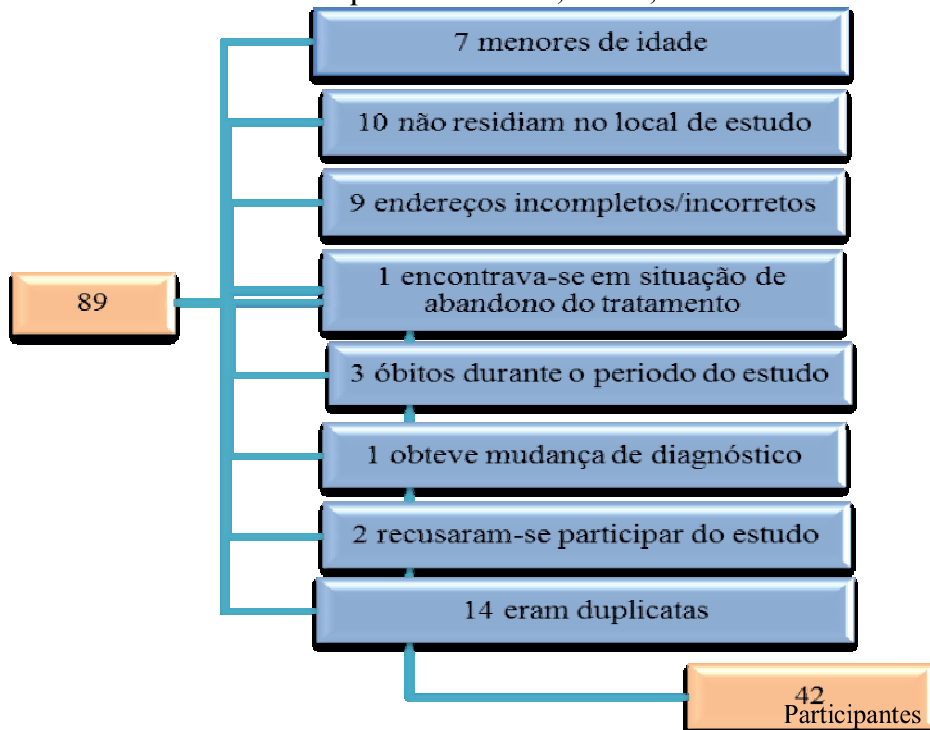 7 menores de idade
10 não residiam no local de estudo
9 endereços incompletos/incorretos
1 encontrava-se em situação de
abandono do tratamento
89
3 óbitos durante o periodo do estudo
1 obteve mudança de diagnóstico
2 recusaram-se participar do estudo
14 eram duplicatas
42
Participantes